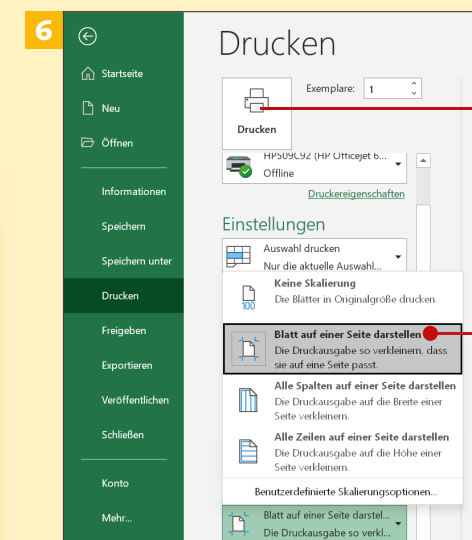 6
Drucken
Startseite
Neu
Öffnen
Informationen
Speichern
Speichern unter
Drucken
Freigeben
Exportieren
Veröffentlichen
Schließen
Konto
Mehr...
Exemplare: 1
Drucken
HP509C92 (HP Officejet 6...
Offline
Druckereigenschaften
Einstellungen
Auswahl drucken
Nur die aktuelle Auswahl...
Keine Skalierung
Die Blätter in Originalgröße drucken.
100
Blatt auf einer Seite darstellen
Die Druckausgabe so verkleinern, dass
sie auf eine Seite passt.
Alle Spalten auf einer Seite darstellen
Die Druckausgabe auf die Breite einer
Seite verkleinern.
Alle Zeilen auf einer Seite darstellen
Die Druckausgabe auf die Höhe einer
Seite verkleinern.
Benutzerdefinierte Skalierungsoptionen...
Blatt auf einer Seite darstel...
Die Druckausgabe so verkl...